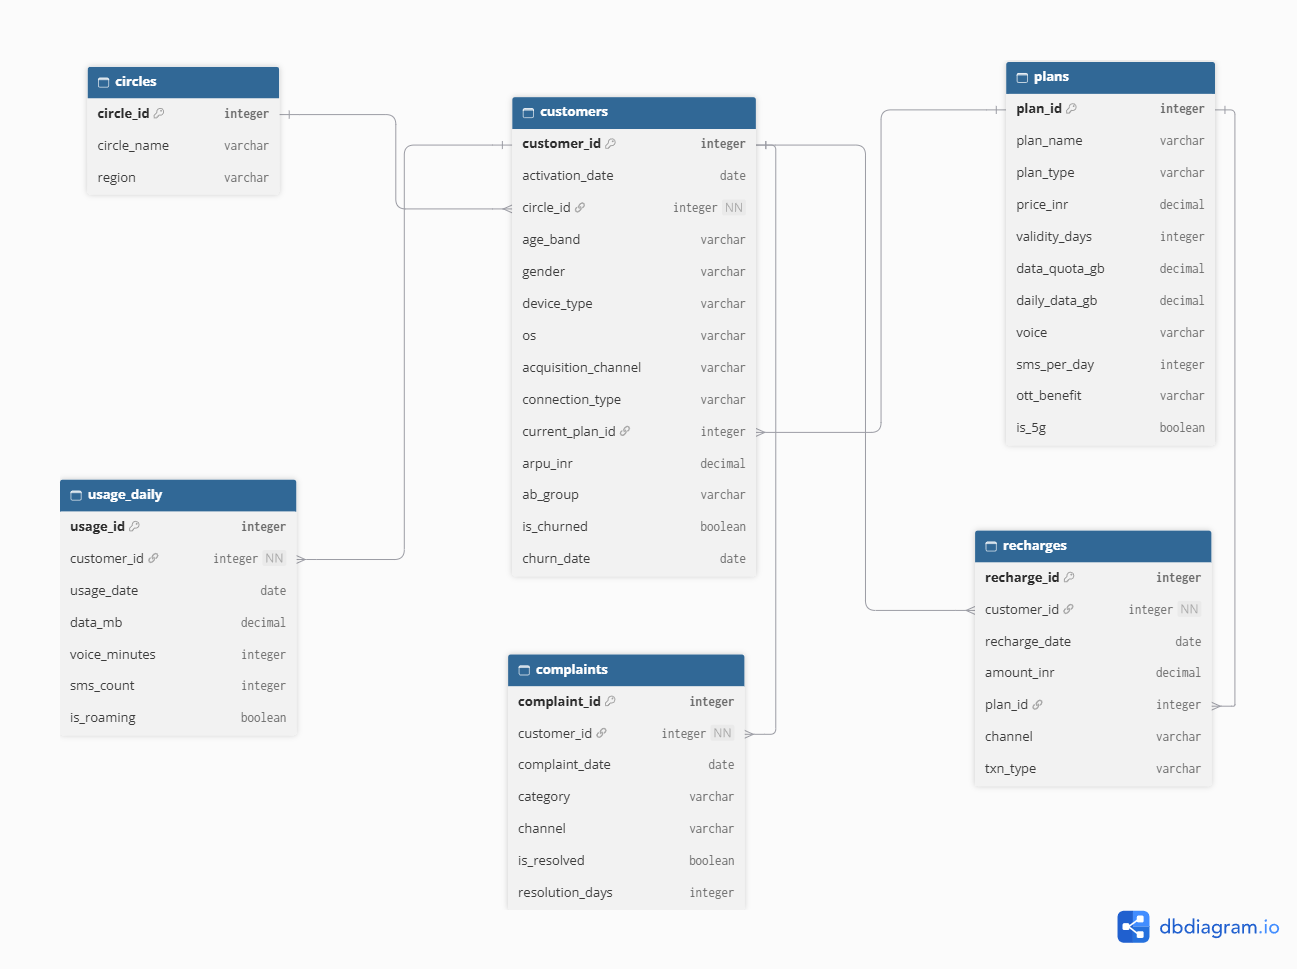 circles
circle_id integer
circle_name varchar
region varchar
customers
customer_id integer
activation_date date
circle_id integer NN
age_band varchar
gender varchar
device_type varchar
os varchar
acquisition_channel varchar
connection_type varchar
current_plan_id integer
arpu_inr decimal
ab_group varchar
is_churned boolean
churn_date date
plans
plan_id integer
plan_name varchar
plan_type varchar
price_inr decimal
validity_days integer
data_quota_gb decimal
daily_data_gb decimal
voice varchar
sms_per_day integer
ott_benefit varchar
is_5g boolean
usage_daily
usage_id integer
customer_id integer NN
usage_date date
data_mb decimal
voice_minutes integer
sms_count integer
is_roaming boolean
complaints
complaint_id integer
customer_id integer NN
complaint_date date
category varchar
channel varchar
is_resolved boolean
resolution_days integer
recharges
recharge_id integer
customer_id integer NN
recharge_date date
amount_inr decimal
plan_id integer
channel varchar
txn_type varchar
dbdiagram.io